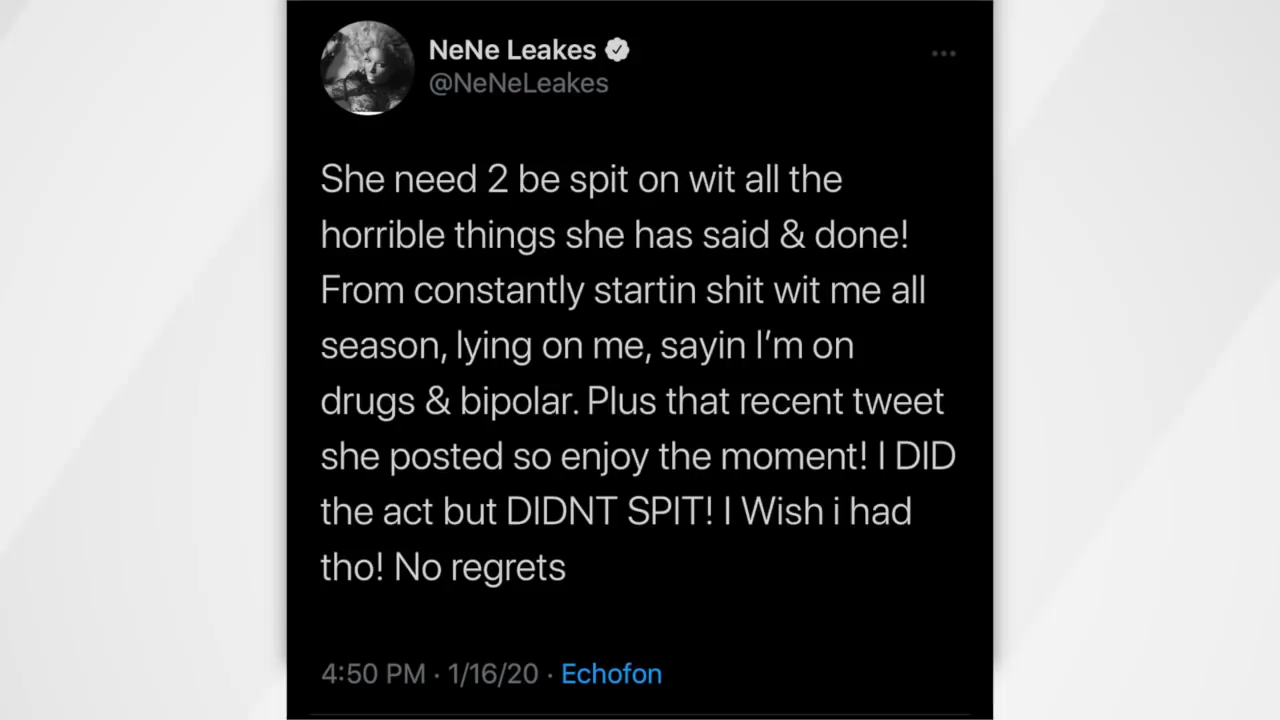 NeNe Leakes
@NeNeLeakes
She need 2 be spit on wit all the
horrible things she has said & done!
From constantly startin shit wit me all
season, lying on me, sayin I’m on
drugs & bipolar. Plus that recent tweet
she posted so enjoy the moment! I DID
the act but DIDNT SPIT! I Wish i had
tho! No regrets
4:50 PM · 1/16/20 · Echofon